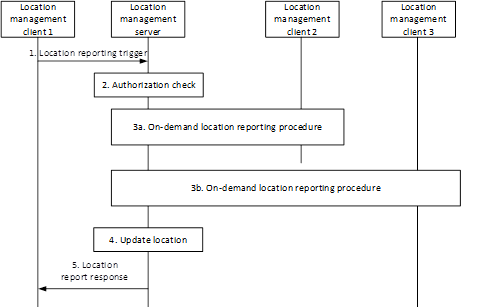 Location
management
client 1
Location
management
server
Location
management
client 2
Location
management
client 3
1. Location reporting trigger
2. Authorization check
3a. On-demand location reporting procedure
3b. On-demand location reporting procedure
4. Update location
5. Location
report response